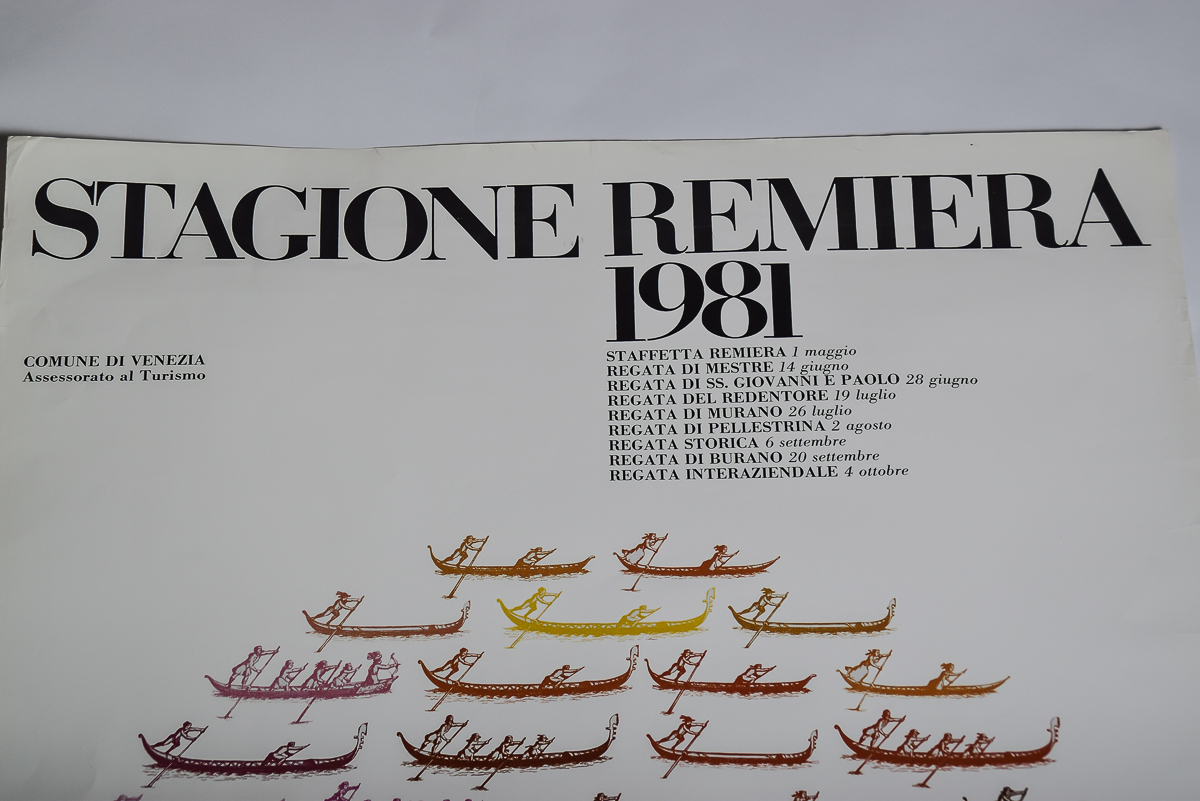 STAGIONE REMIERA
1981
COMUNE DI VENEZIA
Assessorato al Turismo
STAFFETTA REMIERA 1 maggio
REGATA DI MESTRE 14 giugno
REGATA DI SS. GIOVANNI E PAOLO 28 giugno
REGATA DEL REDENTORE 19 luglio
REGATA DI MURANO 26 luglio
REGATA DI PELLESTRINA 2 agosto
REGATA STORICA 6 settembre
REGATA DI BURANO 20 settembre
REGATA INTERAZIENDALE 4 ottobre